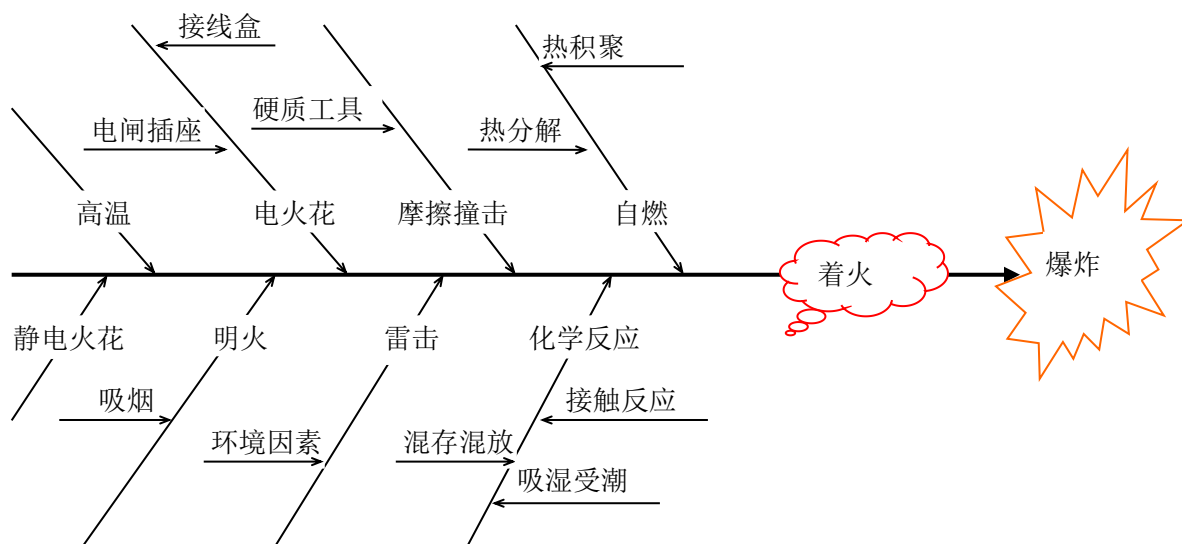 接线盒
热积聚
硬质工具
电闸插座
热分解
高温
电火花
摩擦撞击
自燃
着火
爆炸
静电火花
明火
雷击
化学反应
吸烟
接触反应
环境因素
混存混放
吸湿受潮